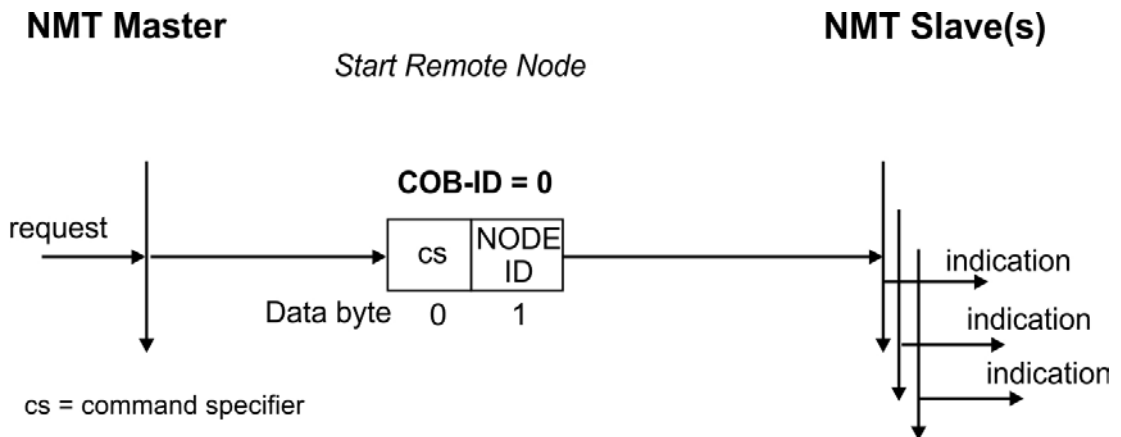 NMT Master
NMT Slave(s)
Start Remote Node
COB-ID = 0
request
cs
NODE
ID
indication
Data byte 0 1
indication
indication
cs = command specifier